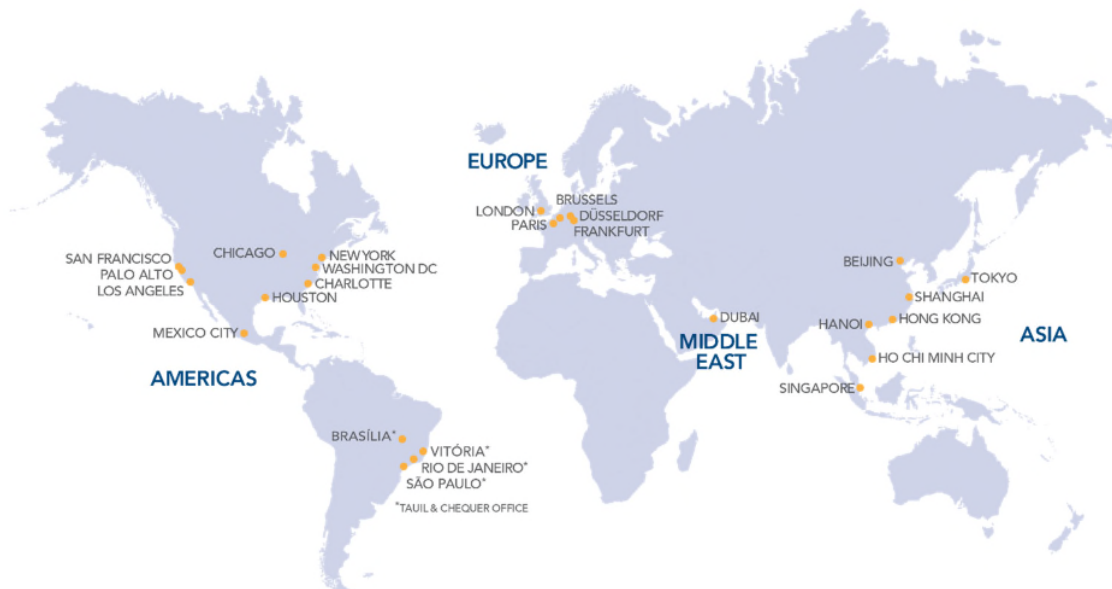 EUROPE
BRUSSELS
LONDON
DÜSSELDORF
PARIS
FRANKFURT
SAN FRANCISCO
PALO ALTO
LOS ANGELES
CHICAGO
NEW YORK
WASHINGTON DC
CHARLOTTE
HOUSTON
MEXICO CITY
AMERICAS
BRASÍLIA*
VITÓRIA*
RIO DE JANEIRO*
SÃO PAULO*
*TAUIL & CHEQUER OFFICE
DUBAI
MIDDLE
EAST
BEIJING
TOKYO
SHANGHAI
HANOI
HONG KONG
ASIA
HO CHI MINH CITY
SINGAPORE